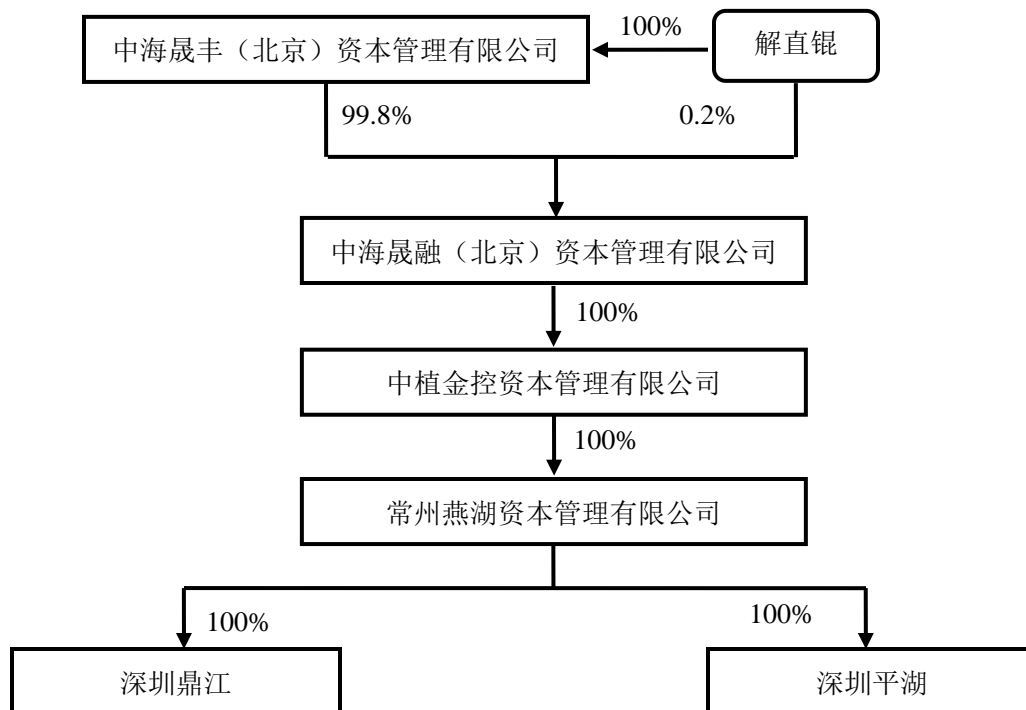 中海晟丰（北京）资本管理有限公司
100%
解直锟
99.8%
0.2%
中海晟融（北京）资本管理有限公司
100%
中植金控资本管理有限公司
100%
常州燕湖资本管理有限公司
100%
100%
深圳鼎江
深圳平湖